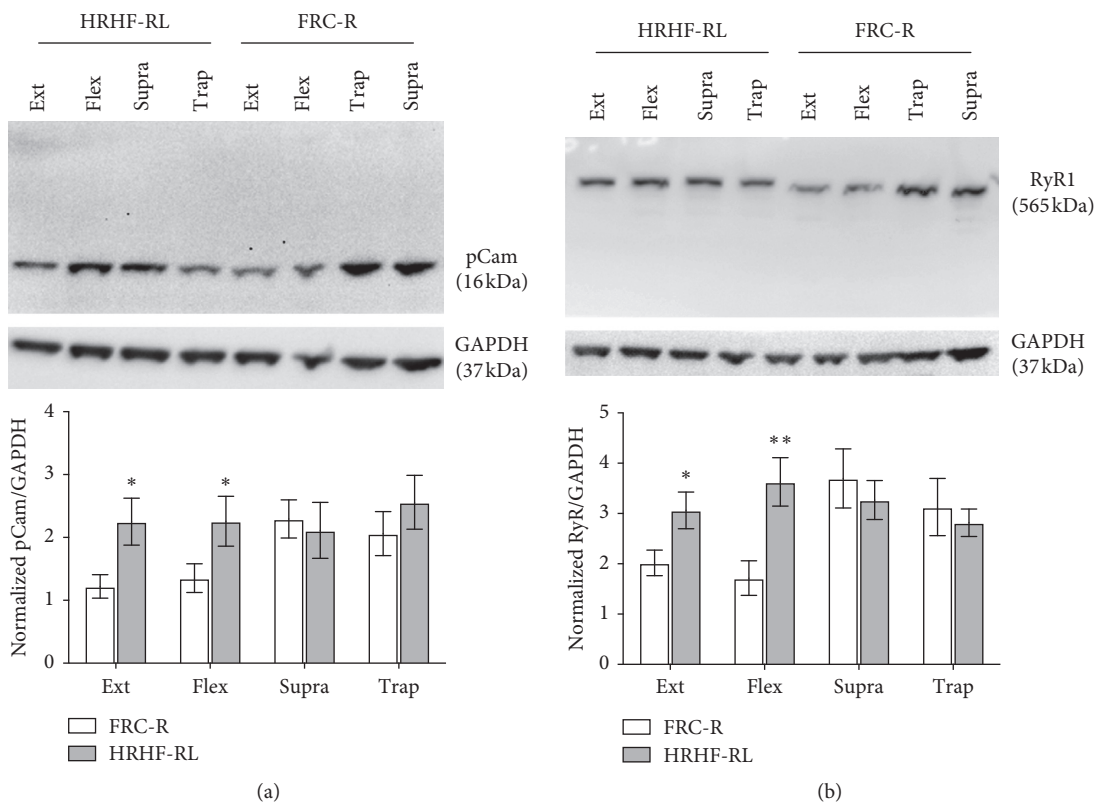 HRHF-RL FRC-R
Ext Flex Supra Trap Ext Flex Trap Supra
pCam
(16 kDa)
GAPDH
(37 kDa)
4
3
2
1
0
Normalized pCam/GAPDH
* *
Ext Flex Supra Trap
FRC-R
HRHF-RL
(a)
HRHF-RL FRC-R
Ext Flex Supra Trap Ext Flex Trap Supra
RyR1
(565 kDa)
GAPDH
(37 kDa)
5
4
3
2
1
0
Normalized RyR/GAPDH
* **
Ext Flex Supra Trap
FRC-R
HRHF-RL
(b)